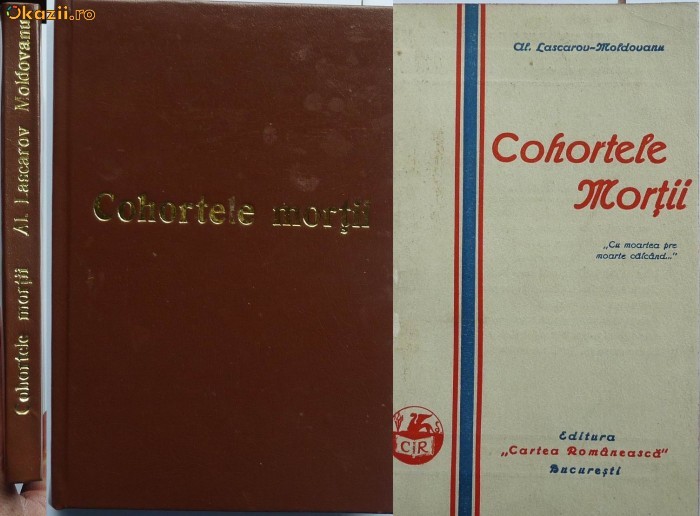 Okazii.ro
Cohortele morţii Al. Lascarov Moldovanu
Cohortele morţii
Al. Lascarov-Moldovanu
Cohortele
Morţii
„Cu moartea pre
moarte călcând..."
CiR
Editura
„Cartea Românească"
Bucureşti